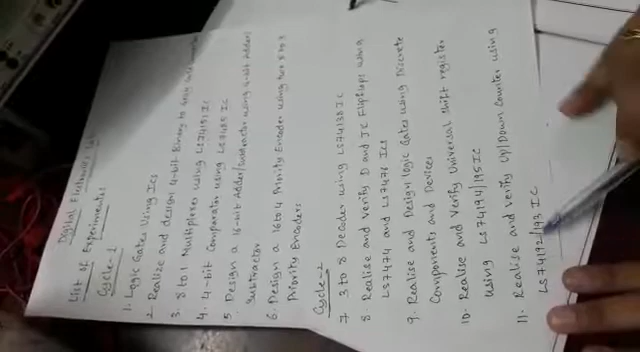 Digital Electronics Lab
List of Experiments
Cycle-1
1. Logic Gates Using ICs
2. Realise and design 4-bit Binary to Gray
3. 8 to 1 Multiplexer using LS74151 IC
4. 4-bit Comparator using LS7485 IC
5. Design a 16-bit Adder/Subtractor using 4-bit Adder/
Subtractor
6. Design a 16 to 4 Priority Encoder using two 8 to 3
Priority Encoders
Cycle-2
7. 3 to 8 Decoder using LS74138 IC
8. Realise and Verify D and JK Flipflops using
LS7474 and LS7476 ICs
9. Realise and Design Logic Gates using Discrete
Components and Devices
10. Realise and Verify Universal Shift register
using LS74194/195 IC
11. Realise and verify Up/Down Counter using
LS74192/193 IC